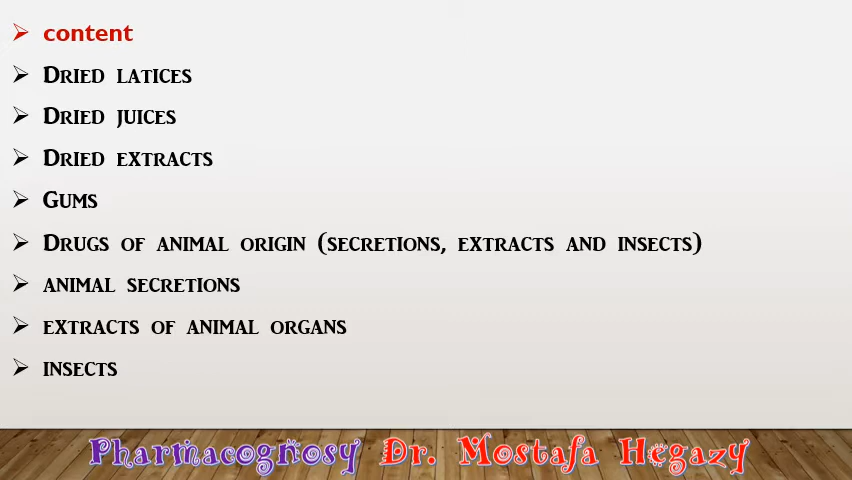 content
Dried latices
Dried juices
Dried extracts
Gums
Drugs of animal origin (secretions, extracts and insects)
animal secretions
extracts of animal organs
insects
Pharmacognosy Dr. Mostafa Hegazy